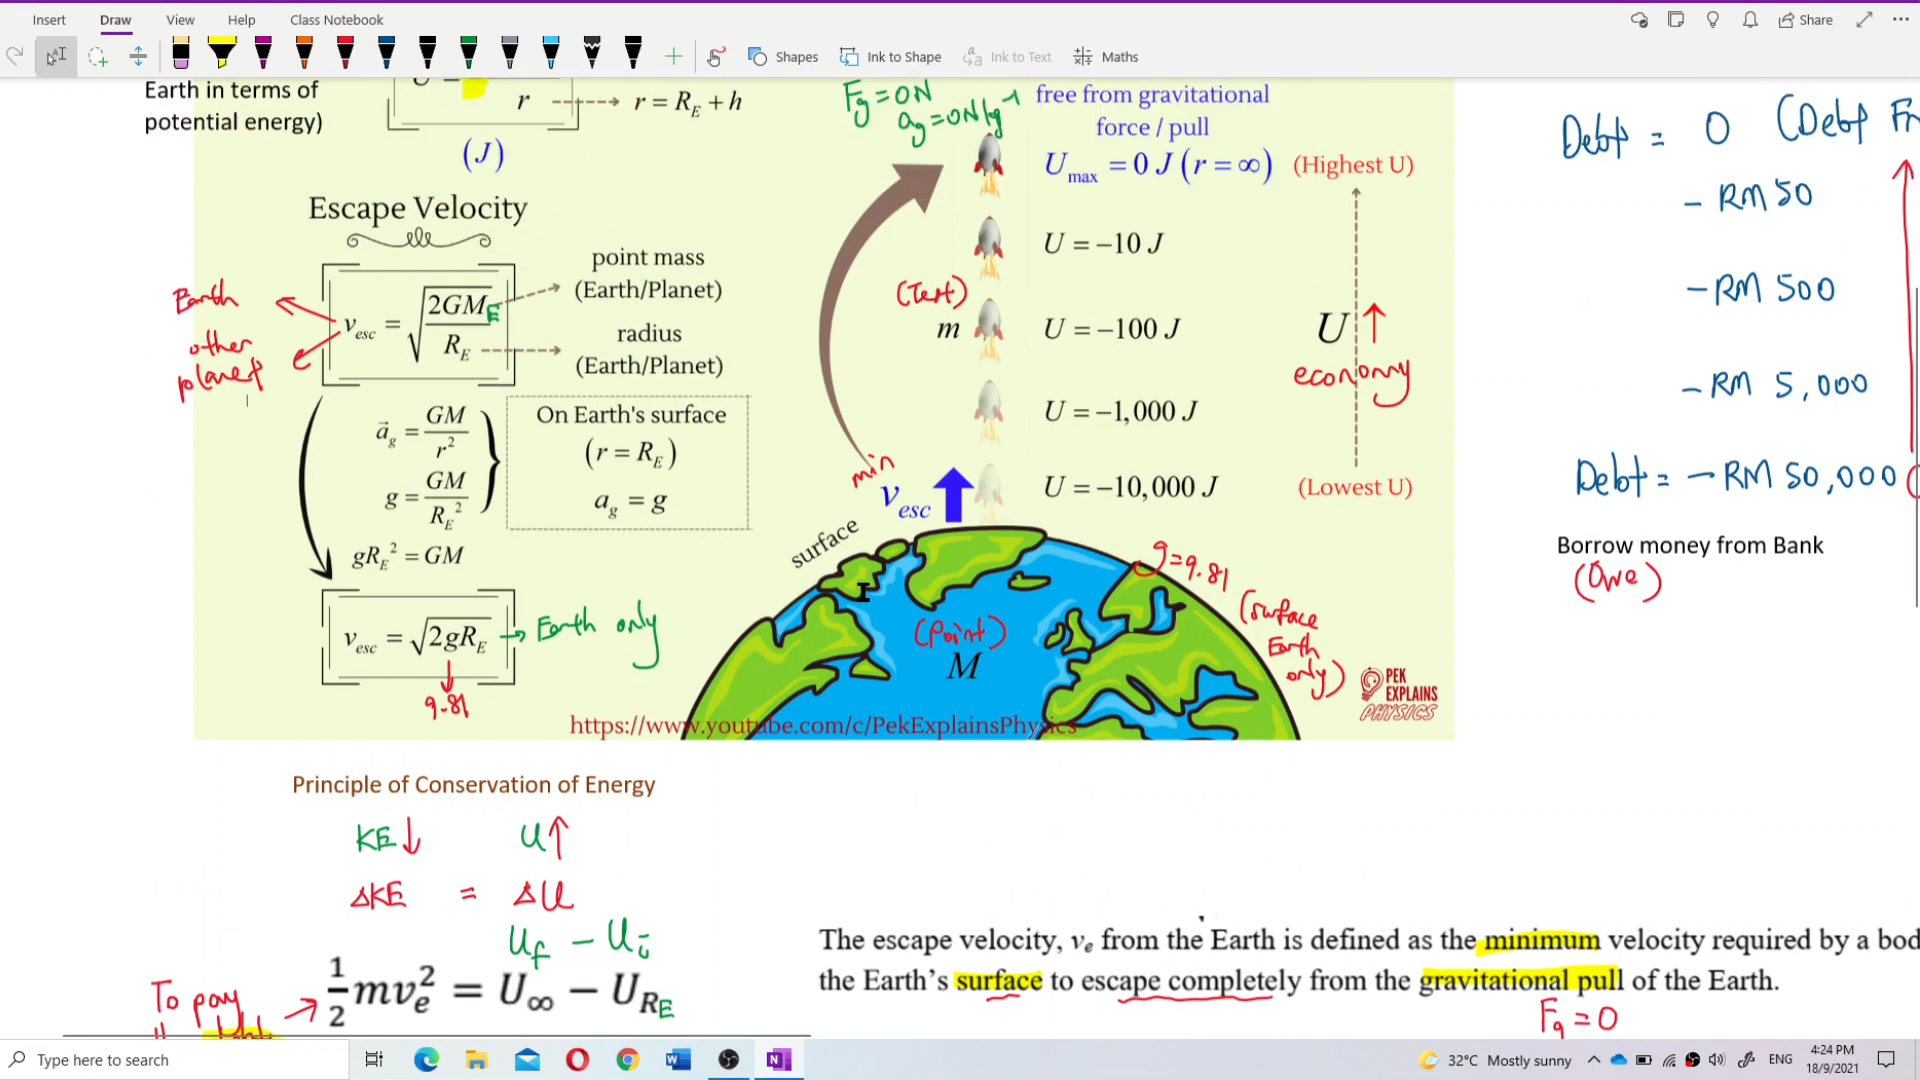 Insert Draw View Help Class Notebook Share
Shapes Ink to Shape Ink to Text Maths
Earth in terms of
potential energy)
r r = R_E + h
(J)
Escape Velocity
v_esc = √(2GM_E / R_E)
point mass
(Earth/Planet)
radius
(Earth/Planet)
Earth
other
planet
a_g = GM / r²
g = GM / R_E²
gR_E² = GM
On Earth's surface
(r = R_E)
a_g = g
v_esc = √2gR_E
Earth only
9.81
F_g = 0N
a_g = 0N kg⁻¹
free from gravitational
force / pull
U_max = 0 J (r = ∞) (Highest U)
U = −10 J
(Test)
m U = −100 J
U ↑
economy
U = −1,000 J
min
v_esc U = −10,000 J (Lowest U)
surface
g = 9.81
(surface
Earth
only)
(Point)
M
PEK
EXPLAINS
PHYSICS
https://www.youtube.com/c/PekExplainsPhysics
Debt = 0 (Debt Fr
− RM 50
− RM 500
− RM 5,000
Debt = − RM 50,000
Borrow money from Bank
(Owe)
Principle of Conservation of Energy
KE ↓ U ↑
ΔKE = ΔU
U_f − U_i
To pay
½mv_e² = U_∞ − U_RE
The escape velocity, v_e from the Earth is defined as the minimum velocity required by a bod
the Earth's surface to escape completely from the gravitational pull of the Earth.
F_g = 0
Type here to search
32°C Mostly sunny
ENG
4:24 PM
18/9/2021